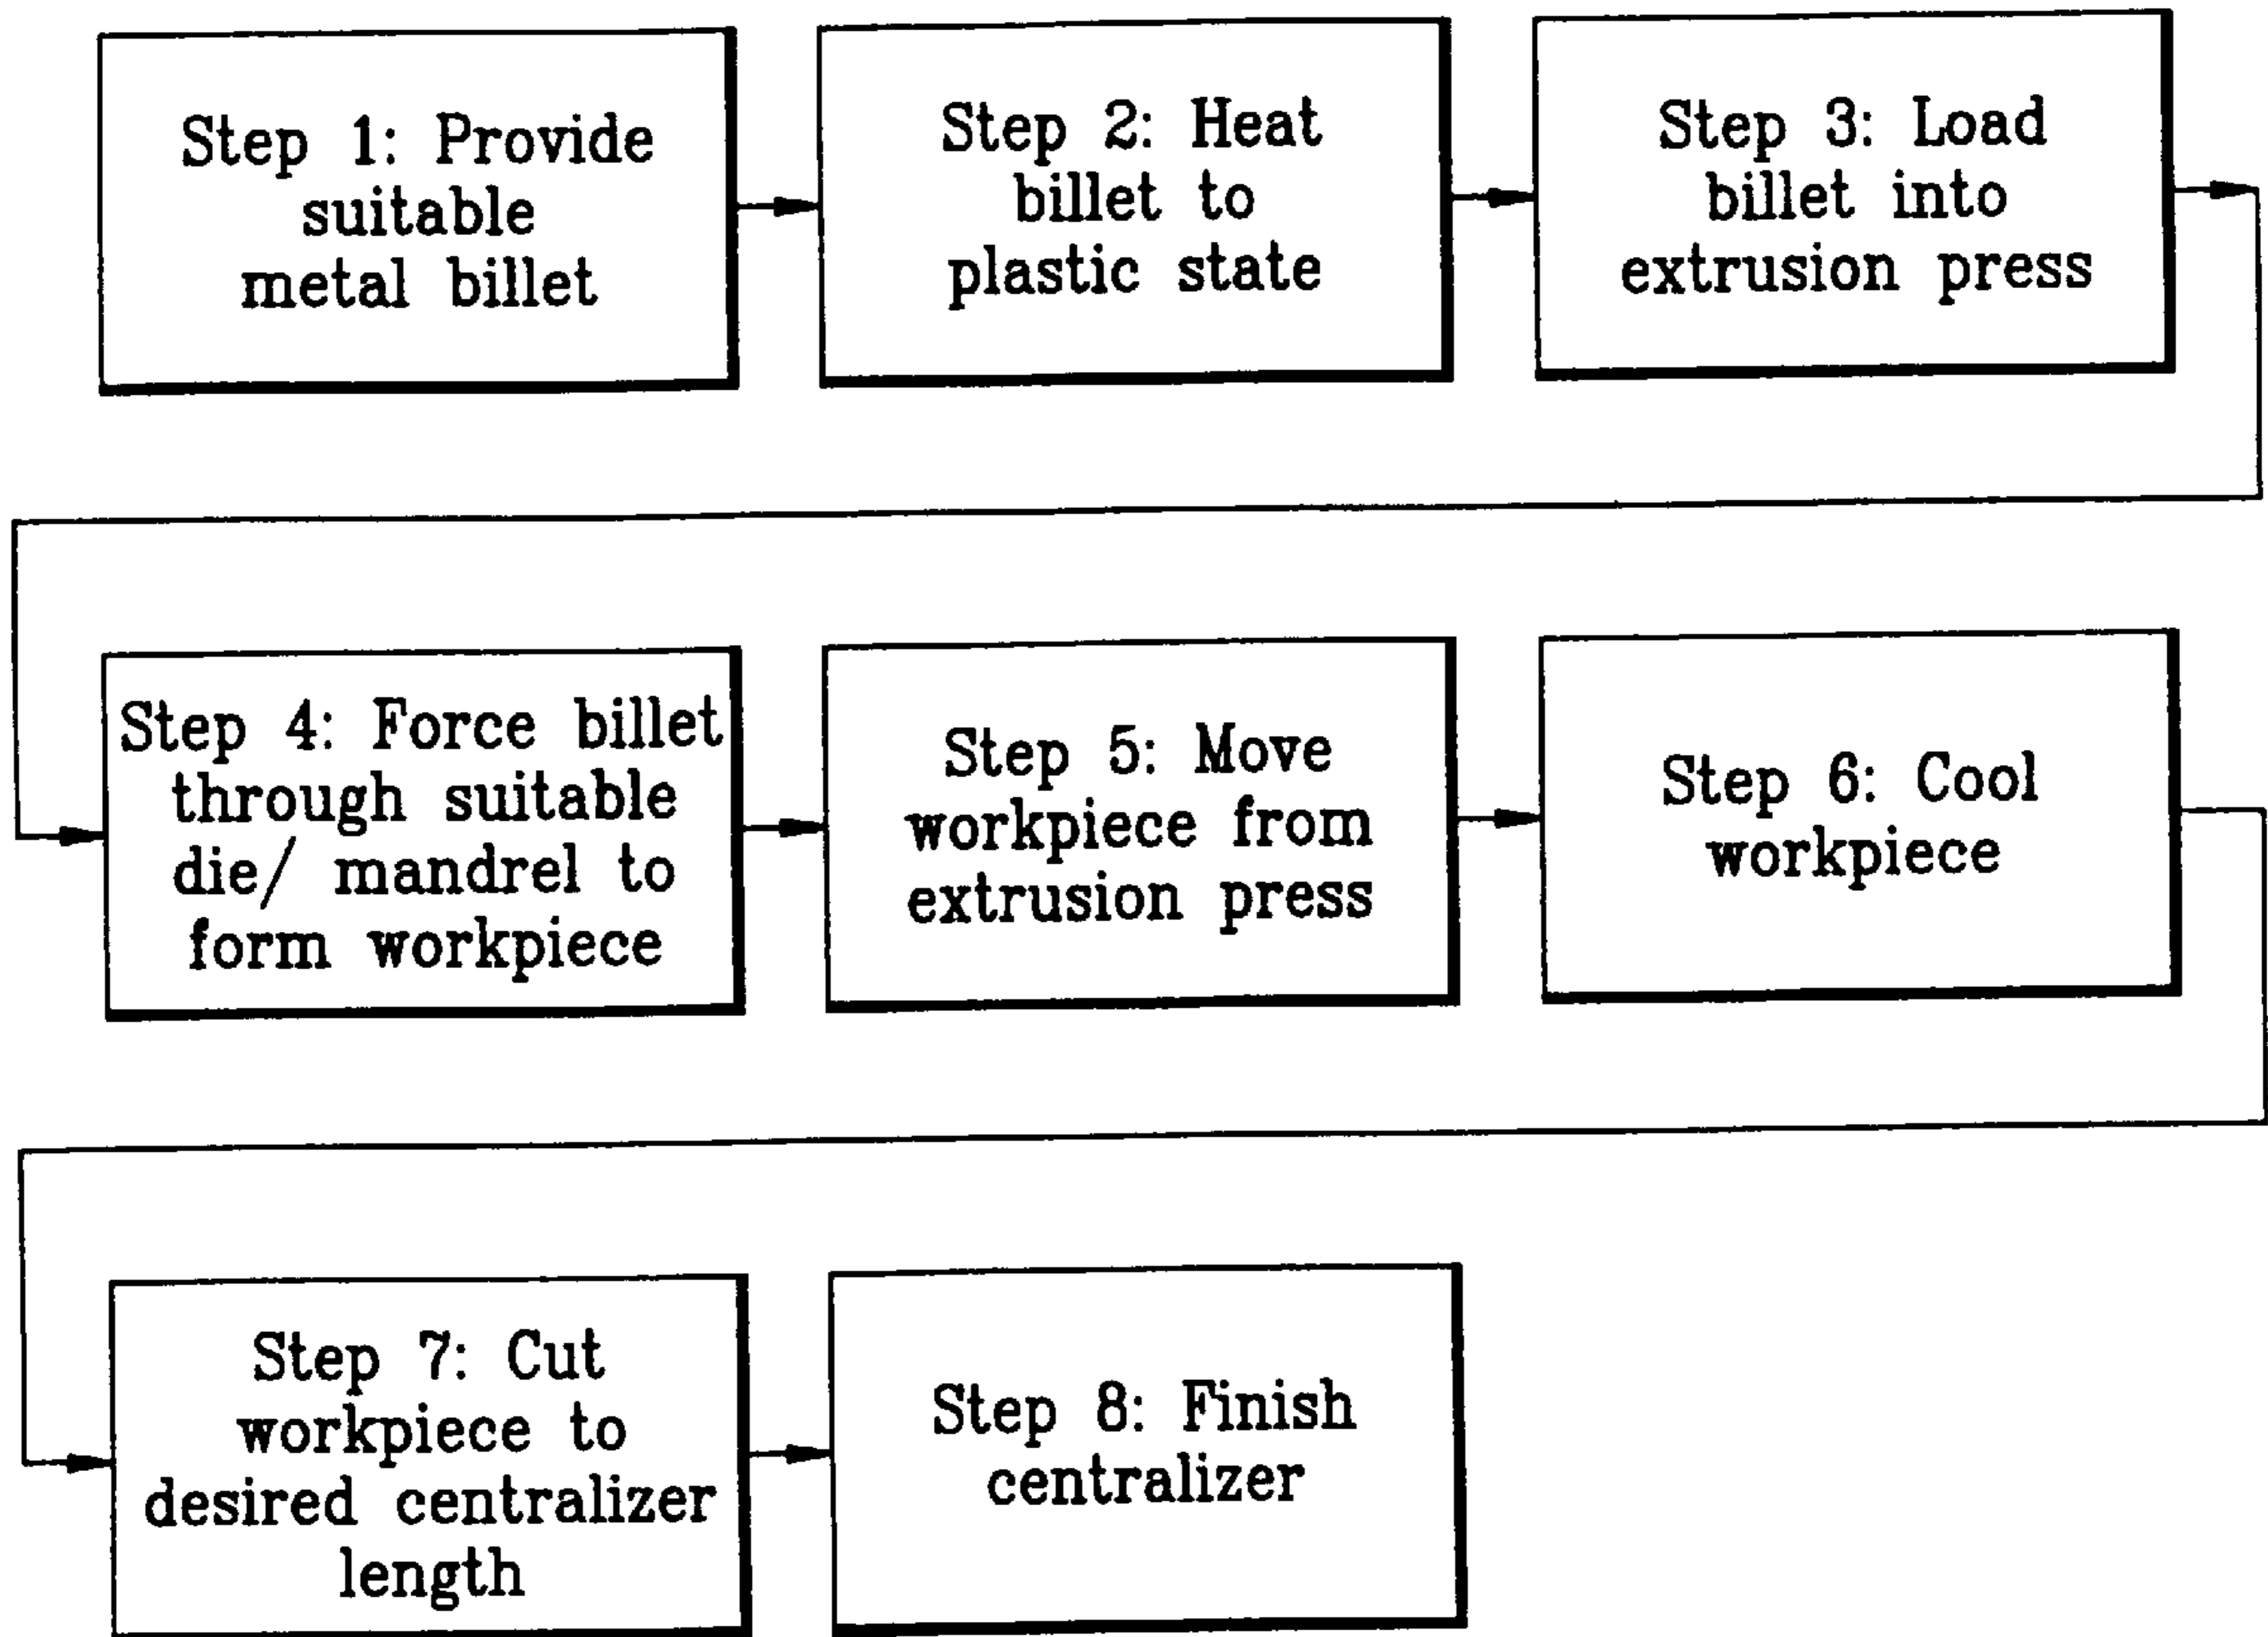 Step 1: Provide
suitable
metal billet
Step 2: Heat
billet to
plastic state
Step 3: Load
billet into
extrusion press
Step 4: Force billet
through suitable
die/ mandrel to
form workpiece
Step 5: Move
workpiece from
extrusion press
Step 6: Cool
workpiece
Step 7: Cut
workpiece to
desired centralizer
length
Step 8: Finish
centralizer